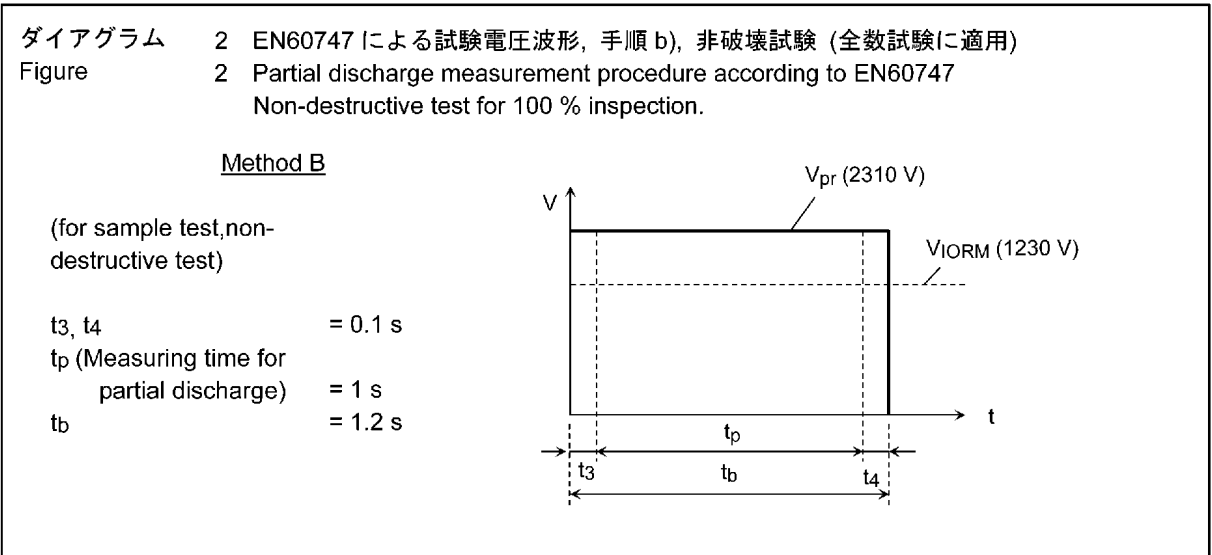 ダイアグラム 2 EN60747 による試験電圧波形, 手順 b), 非破壊試験 (全数試験に適用)
Figure 2 Partial discharge measurement procedure according to EN60747
Non-destructive test for 100 % inspection.
Method B
(for sample test,non-
destructive test)
t3, t4 = 0.1 s
tp (Measuring time for
partial discharge) = 1 s
tb = 1.2 s
Vpr (2310 V)
V
VIORM (1230 V)
t
tp
t3 tb t4